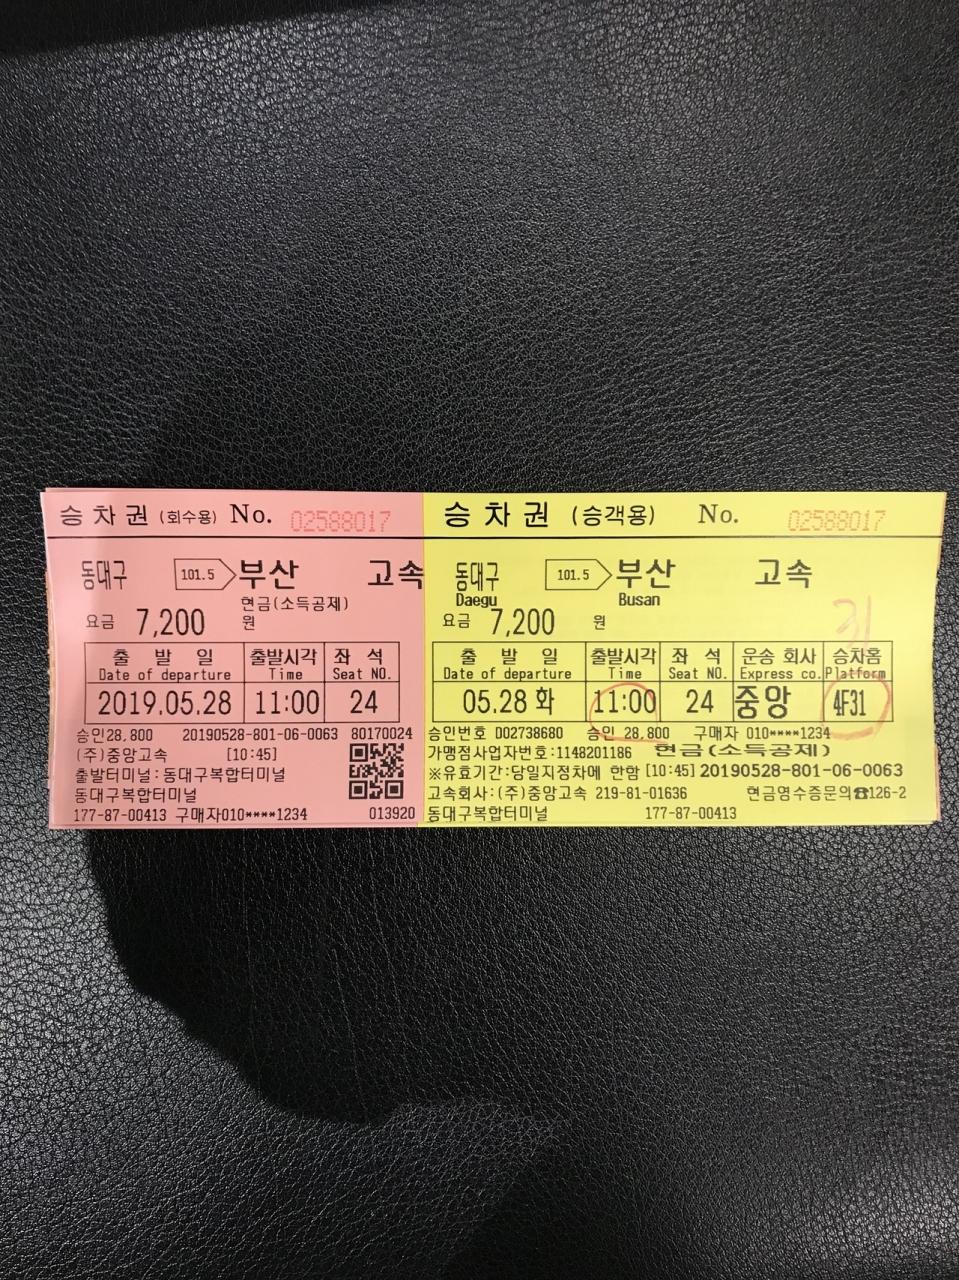 승 차 권 (회수용) No. 02588017
동대구 101.5 부산 고속
현금(소득공제)
요금 7,200 원
출 발 일 출발시각 좌 석
Date of departure Time Seat NO.
2019.05.28 11:00 24
승인28,800 20190528-801-06-0063 80170024
(주)중앙고속 [10:45]
출발터미널:동대구복합터미널
동대구복합터미널
177-87-00413 구매자010****1234 013920
승 차 권 (승객용) No. 02588017
동대구 101.5 부산 고속
Daegu Busan
요금 7,200 원
31
출 발 일 출발시각 좌 석 운송 회사 승차홈
Date of departure Time Seat NO. Express co. Platform
05.28 화 11:00 24 중앙 4F31
승인번호 D02738680 승인 28,800 구매자 010****1234
가맹점사업자번호:1148201186 현금(소득공제)
※유효기간:당일지정차에 한함 [10:45] 20190528-801-06-0063
고속회사:(주)중앙고속 219-81-01636 현금영수증문의☎126-2
동대구복합터미널 177-87-00413